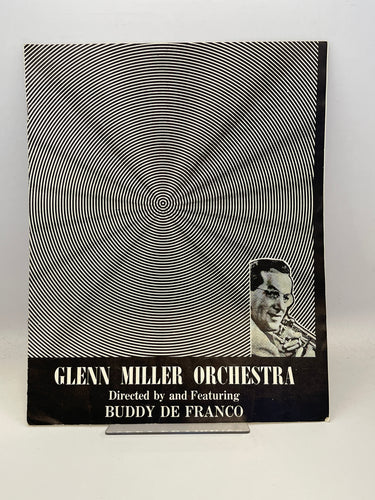 GLENN MILLER ORCHESTRA
Directed by and Featuring
BUDDY DE FRANCO